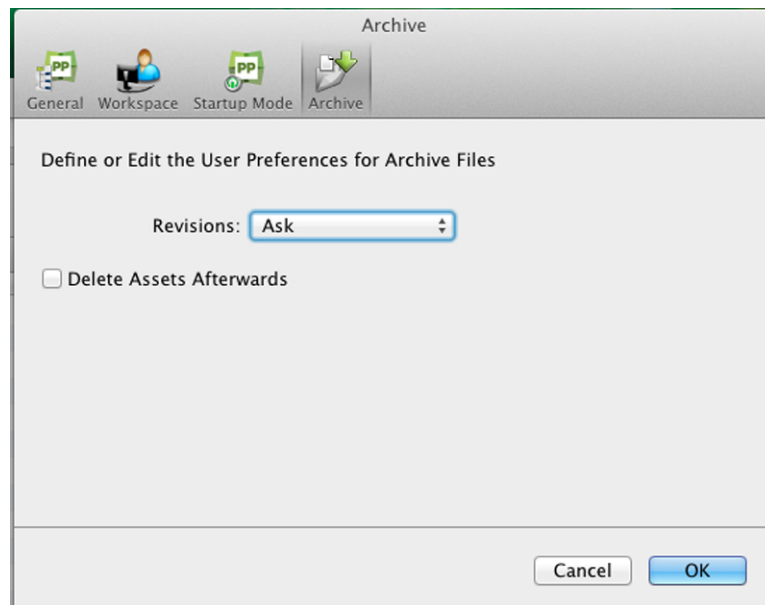 Archive
PP PP
General Workspace Startup Mode Archive
Define or Edit the User Preferences for Archive Files
Revisions: Ask
Delete Assets Afterwards
Cancel OK